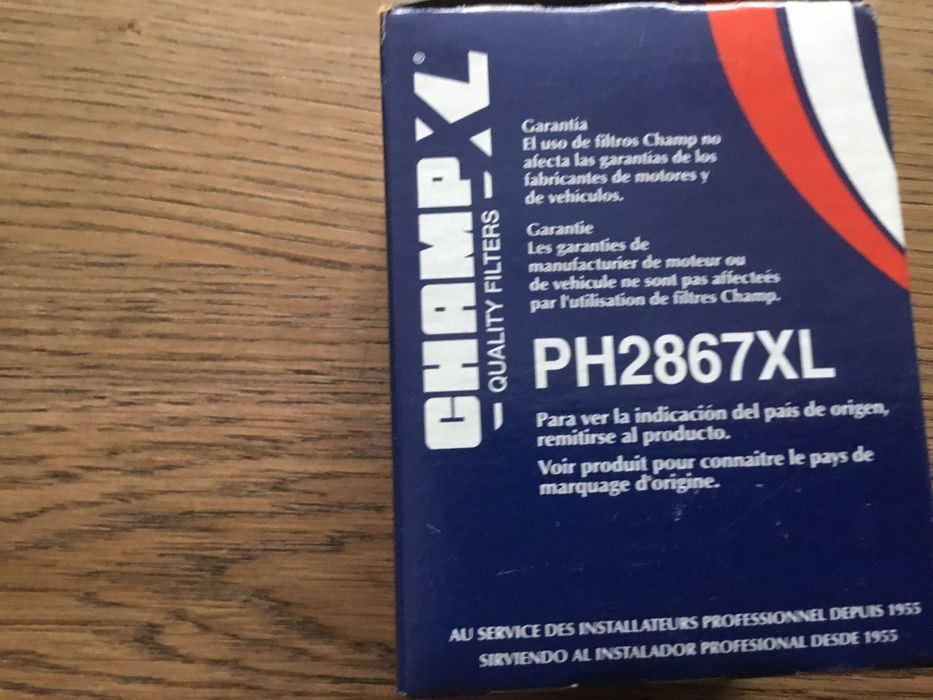 CHAMP XL®
QUALITY FILTERS
Garantia
El uso de filtros Champ no
afecta las garantías de los
fabricantes de motores y
de vehículos.
Garantie
Les garanties de
manufacturier de moteur ou
de vehicule ne sont pas affecteés
par l'utilisation de filtres Champ.
PH2867XL
Para ver la indicación del país de origen,
remitirse al producto.
Voir produit pour connaitre le pays de
marquage d'origine.
AU SERVICE DES INSTALLATEURS PROFESSIONNEL DEPUIS 1955
SIRVIENDO AL INSTALADOR PROFESIONAL DESDE 1955